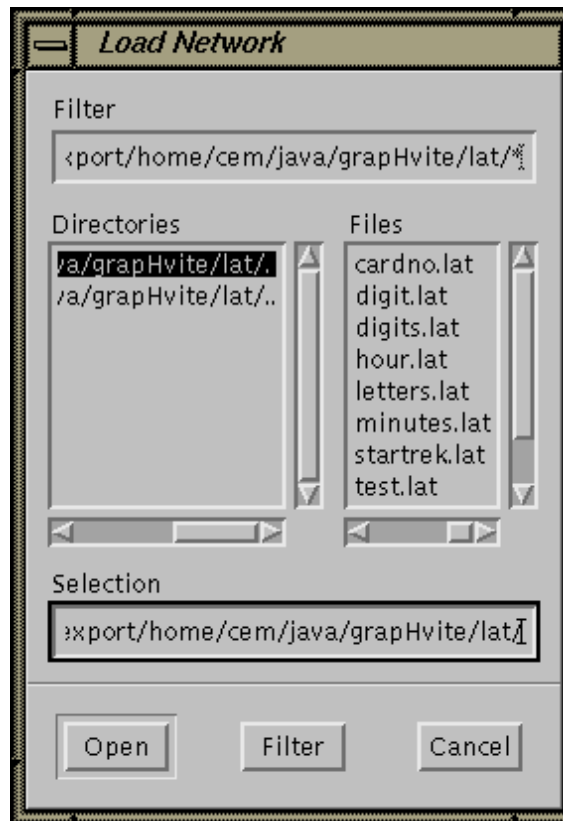 Load Network
Filter
port/home/cem/java/grapHvite/lat/*
Directories
va/grapHvite/lat/.
/a/grapHvite/lat/..
Files
cardno.lat
digit.lat
digits.lat
hour.lat
letters.lat
minutes.lat
startrek.lat
test.lat
Selection
export/home/cem/java/grapHvite/lat/
Open
Filter
Cancel